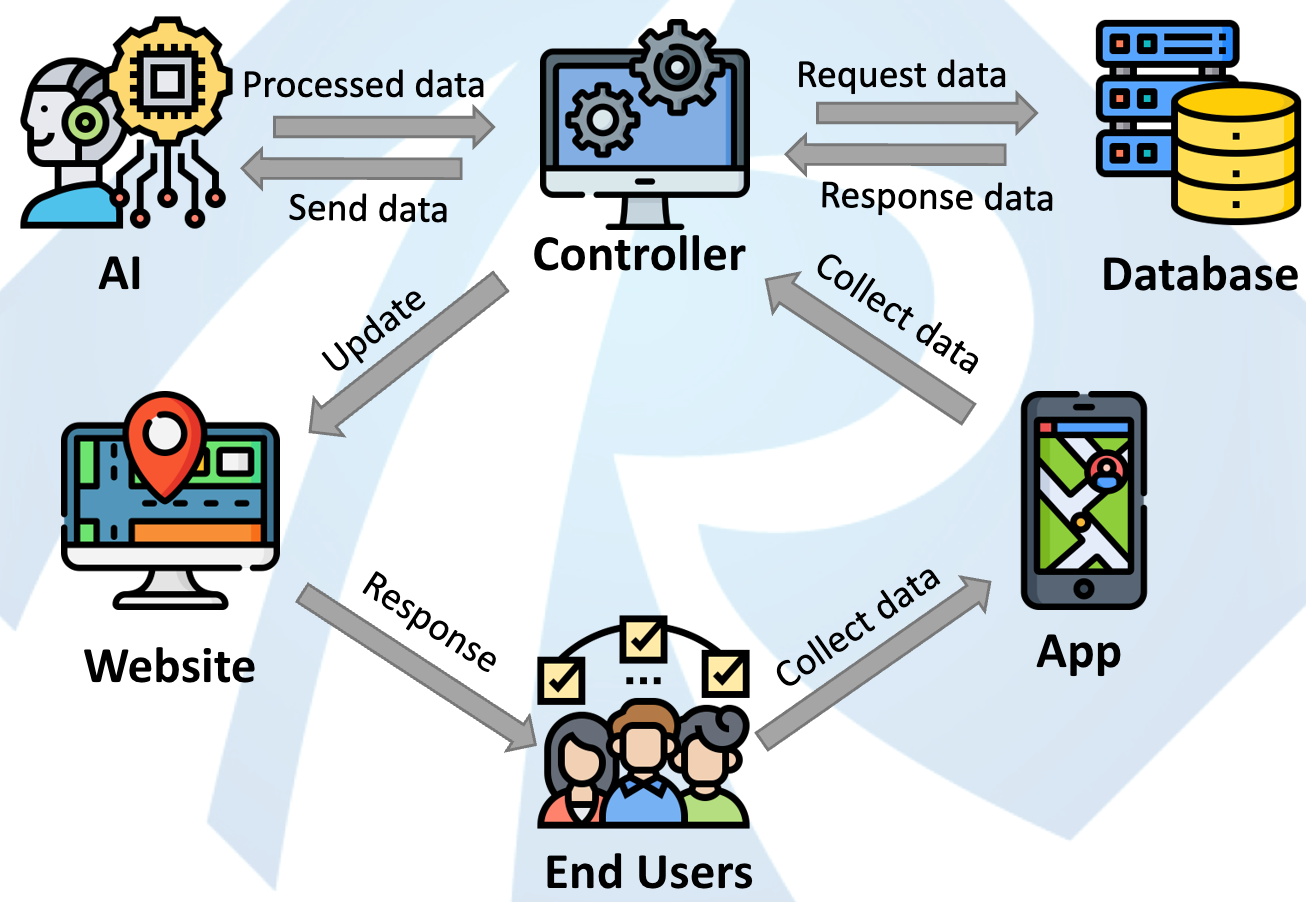 Processed data
Request data
Send data
Response data
AI
Controller
Database
Update
Collect data
Website
Response
Collect data
App
End Users